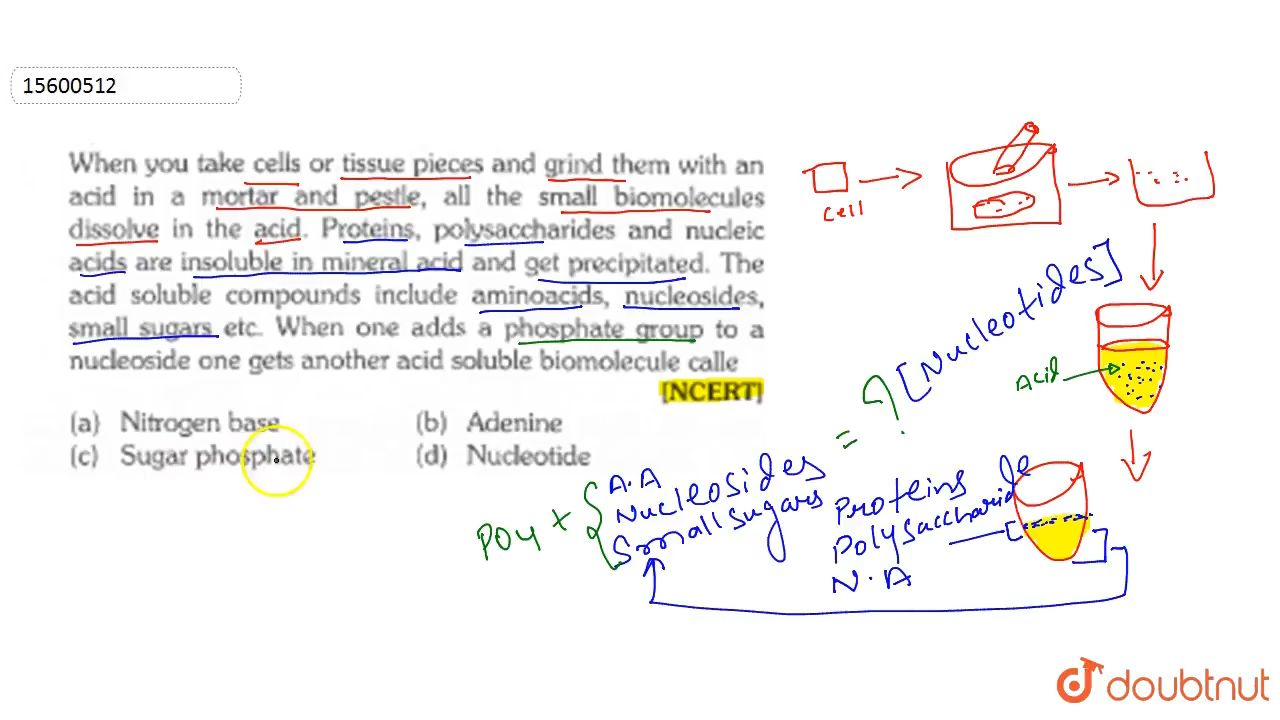 15600512
When you take cells or tissue pieces and grind them with an
acid in a mortar and pestle, all the small biomolecules
dissolve in the acid. Proteins, polysaccharides and nucleic
acids are insoluble in mineral acid and get precipitated. The
acid soluble compounds include aminoacids, nucleosides,
small sugars etc. When one adds a phosphate group to a
nucleoside one gets another acid soluble biomolecule calle
[NCERT]
(a) Nitrogen base (b) Adenine
(c) Sugar phosphate (d) Nucleotide
cell
Acid
= ? [Nucleotides]
PO4 + { A.A
Nucleosides
Small sugars
Proteins
Polysaccharide
N.A
doubtnut